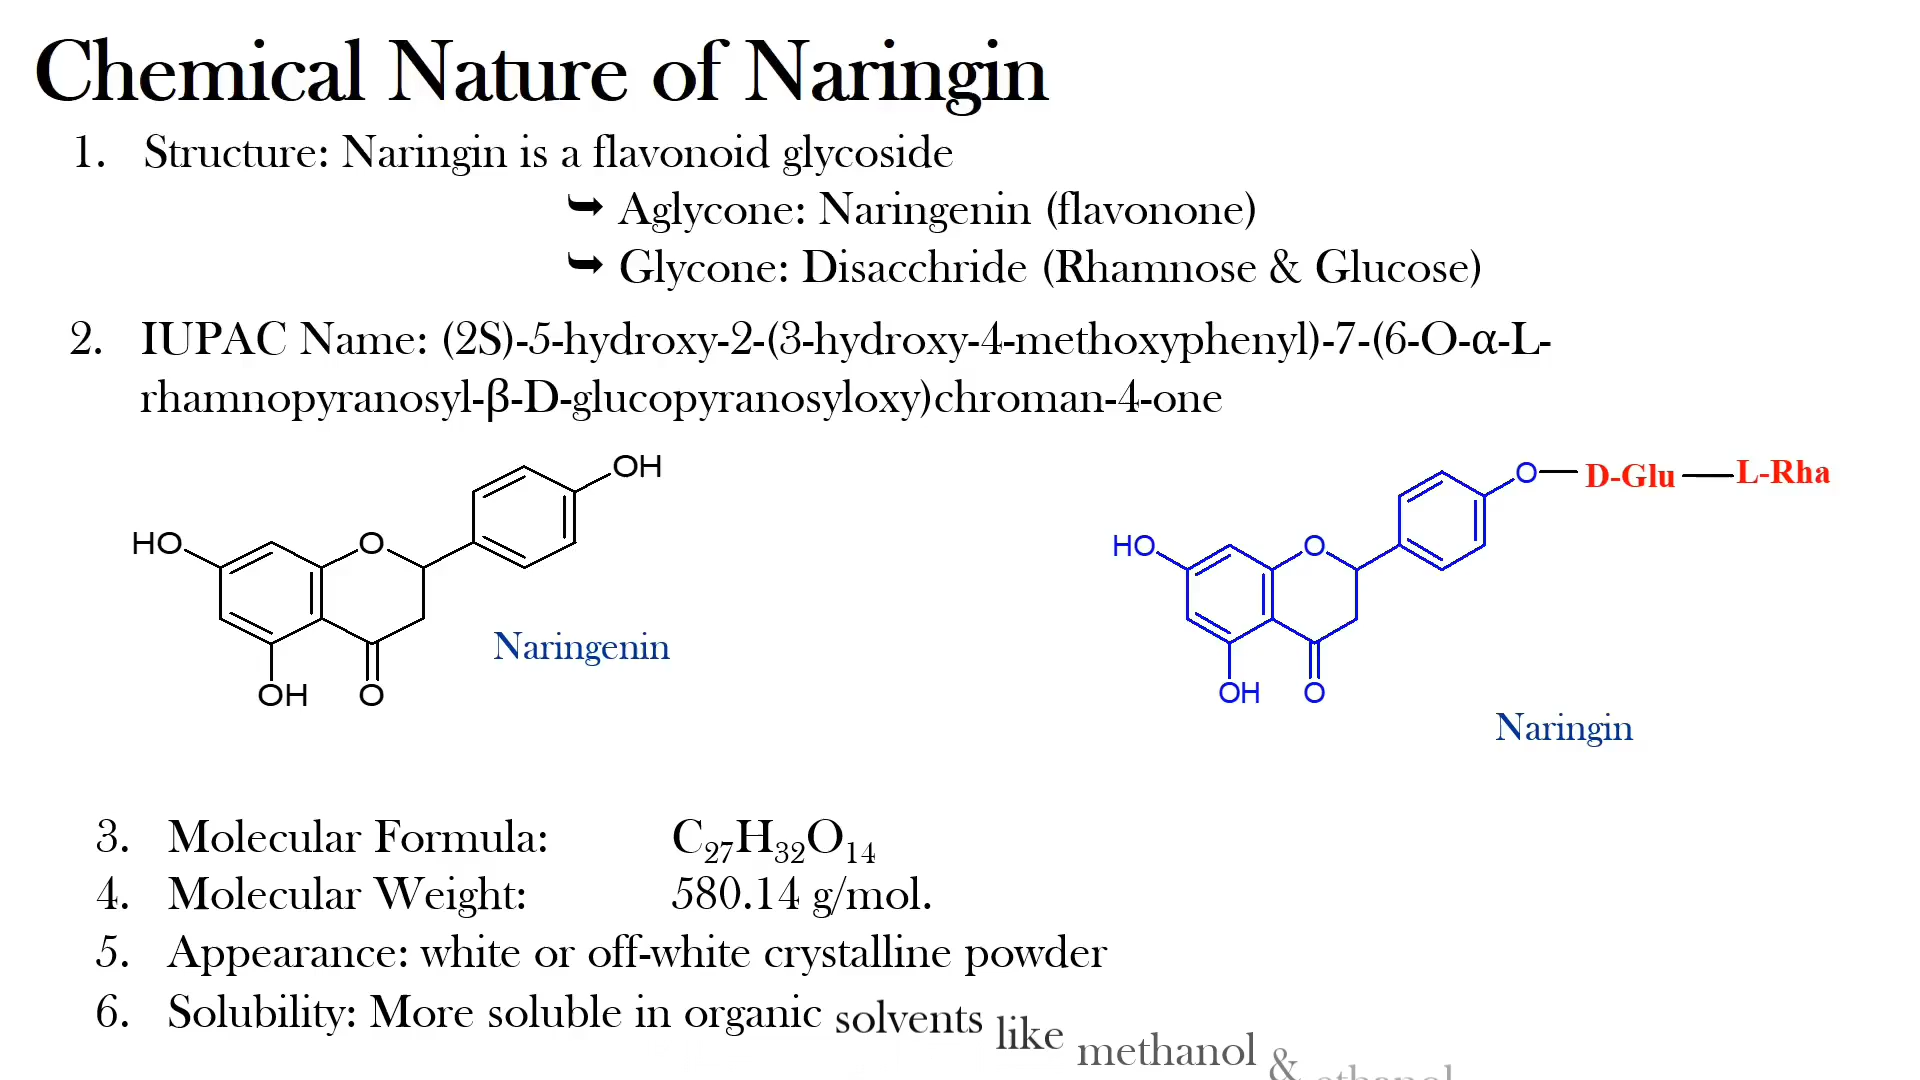 Chemical Nature of Naringin
1. Structure: Naringin is a flavonoid glycoside
➥ Aglycone: Naringenin (flavonone)
➥ Glycone: Disacchride (Rhamnose & Glucose)
2. IUPAC Name: (2S)-5-hydroxy-2-(3-hydroxy-4-methoxyphenyl)-7-(6-O-α-L-
rhamnopyranosyl-β-D-glucopyranosyloxy)chroman-4-one
OH
HO
O
OH
O
Naringenin
O
D-Glu
L-Rha
HO
O
OH
O
Naringin
3. Molecular Formula: C₂₇H₃₂O₁₄
4. Molecular Weight: 580.14 g/mol.
5. Appearance: white or off-white crystalline powder
6. Solubility: More soluble in organic solvents like methanol & ethanol